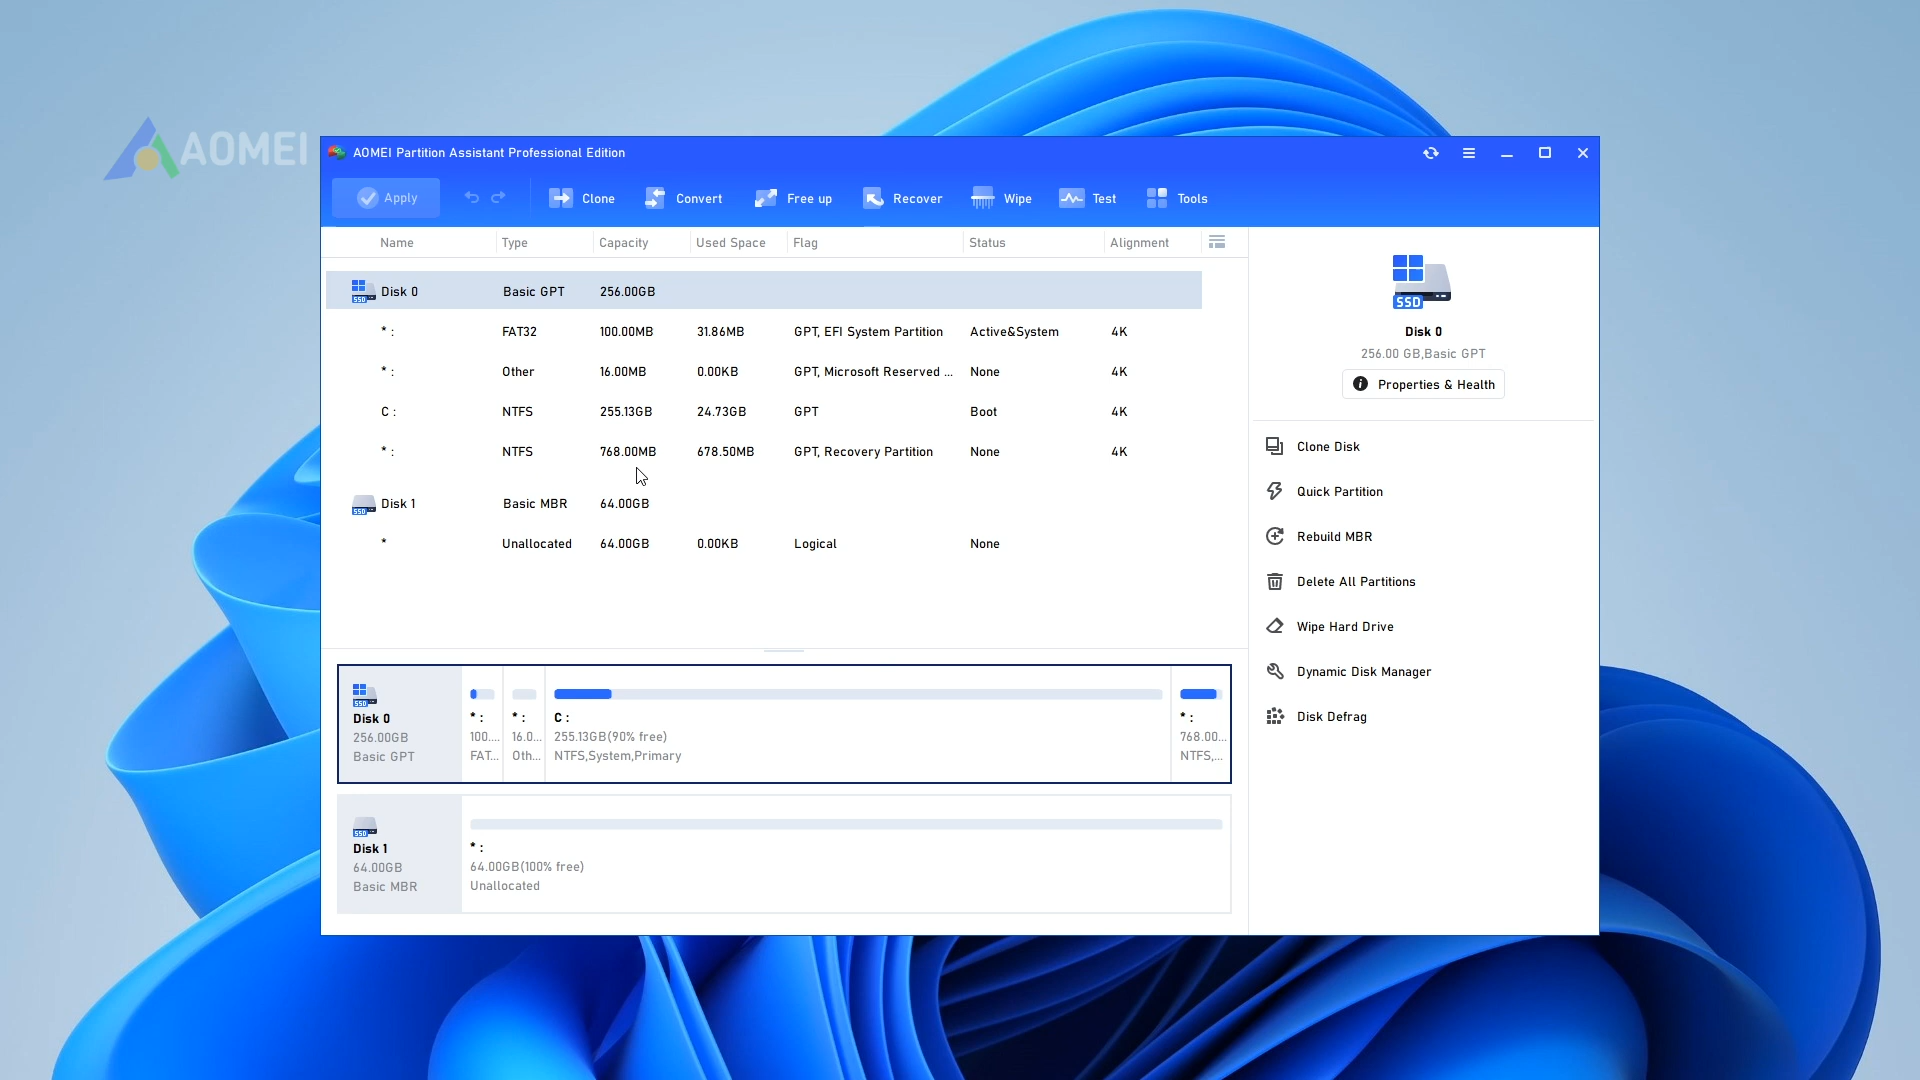 AOMEI
AOMEI Partition Assistant Professional Edition
Apply Clone Convert Free up Recover Wipe Test Tools
Name Type Capacity Used Space Flag Status Alignment
SSD Disk 0 Basic GPT 256.00GB
* : FAT32 100.00MB 31.86MB GPT, EFI System Partition Active&System 4K
* : Other 16.00MB 0.00KB GPT, Microsoft Reserved ... None 4K
C : NTFS 255.13GB 24.73GB GPT Boot 4K
* : NTFS 768.00MB 678.50MB GPT, Recovery Partition None 4K
SSD Disk 1 Basic MBR 64.00GB
* Unallocated 64.00GB 0.00KB Logical None
SSD
Disk 0
256.00GB
Basic GPT
* :
100....
FAT...
* :
16.0...
Oth...
C :
255.13GB(90% free)
NTFS,System,Primary
* :
768.00...
NTFS,...
SSD
Disk 1
64.00GB
Basic MBR
* :
64.00GB(100% free)
Unallocated
SSD
Disk 0
256.00 GB,Basic GPT
Properties & Health
Clone Disk
Quick Partition
Rebuild MBR
Delete All Partitions
Wipe Hard Drive
Dynamic Disk Manager
Disk Defrag